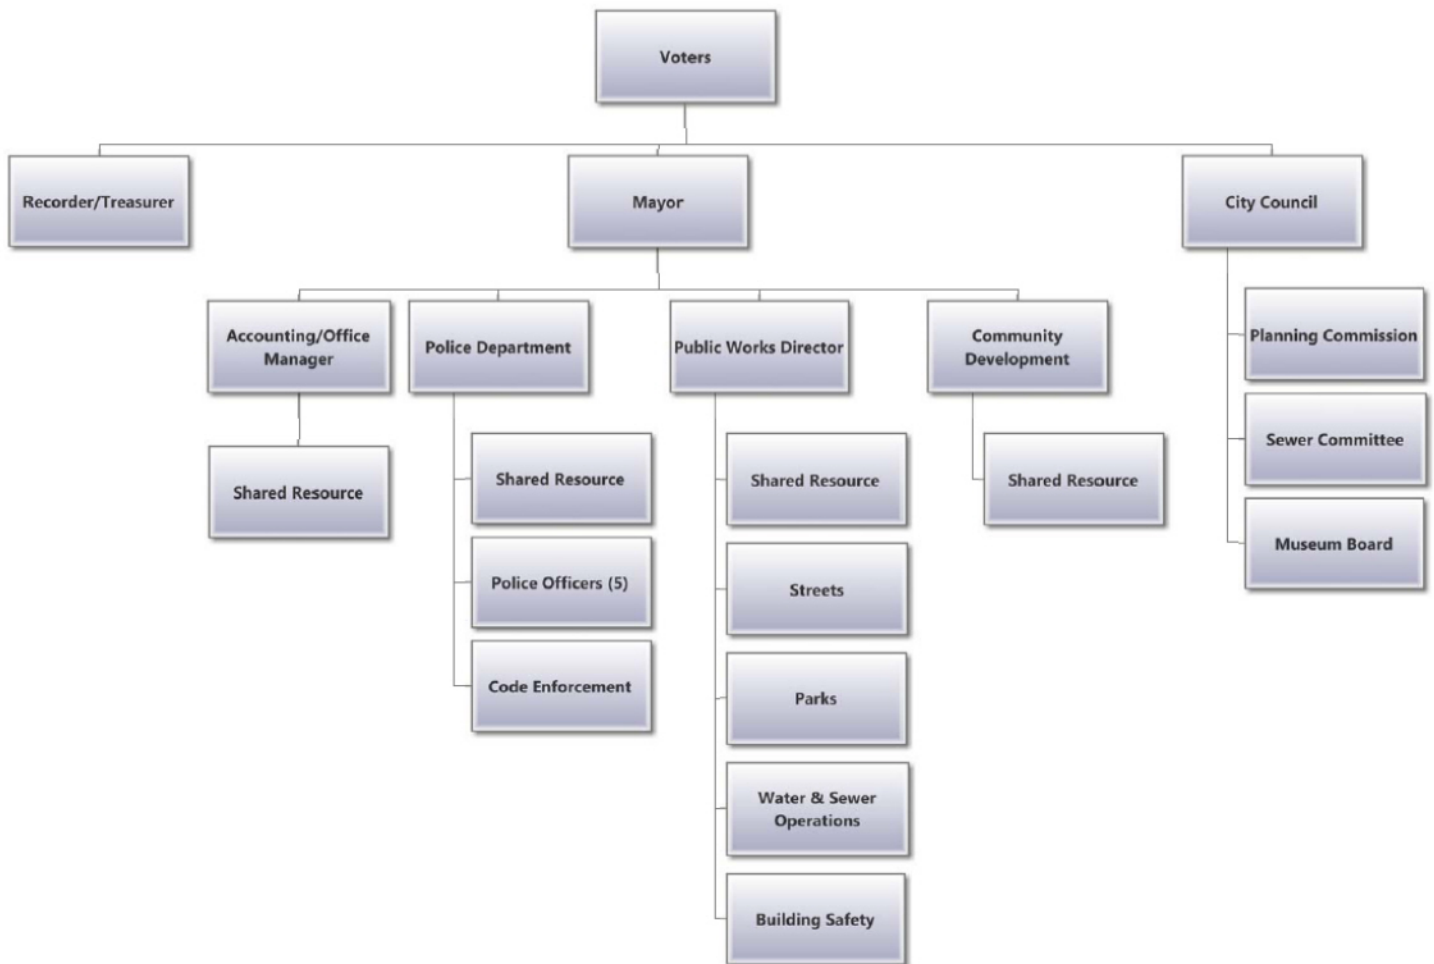 Voters
Recorder/Treasurer
Mayor
City Council
Accounting/Office
Manager
Police Department
Public Works Director
Community
Development
Planning Commission
Sewer Committee
Museum Board
Shared Resource
Shared Resource
Police Officers (5)
Code Enforcement
Shared Resource
Streets
Parks
Water & Sewer
Operations
Building Safety
Shared Resource